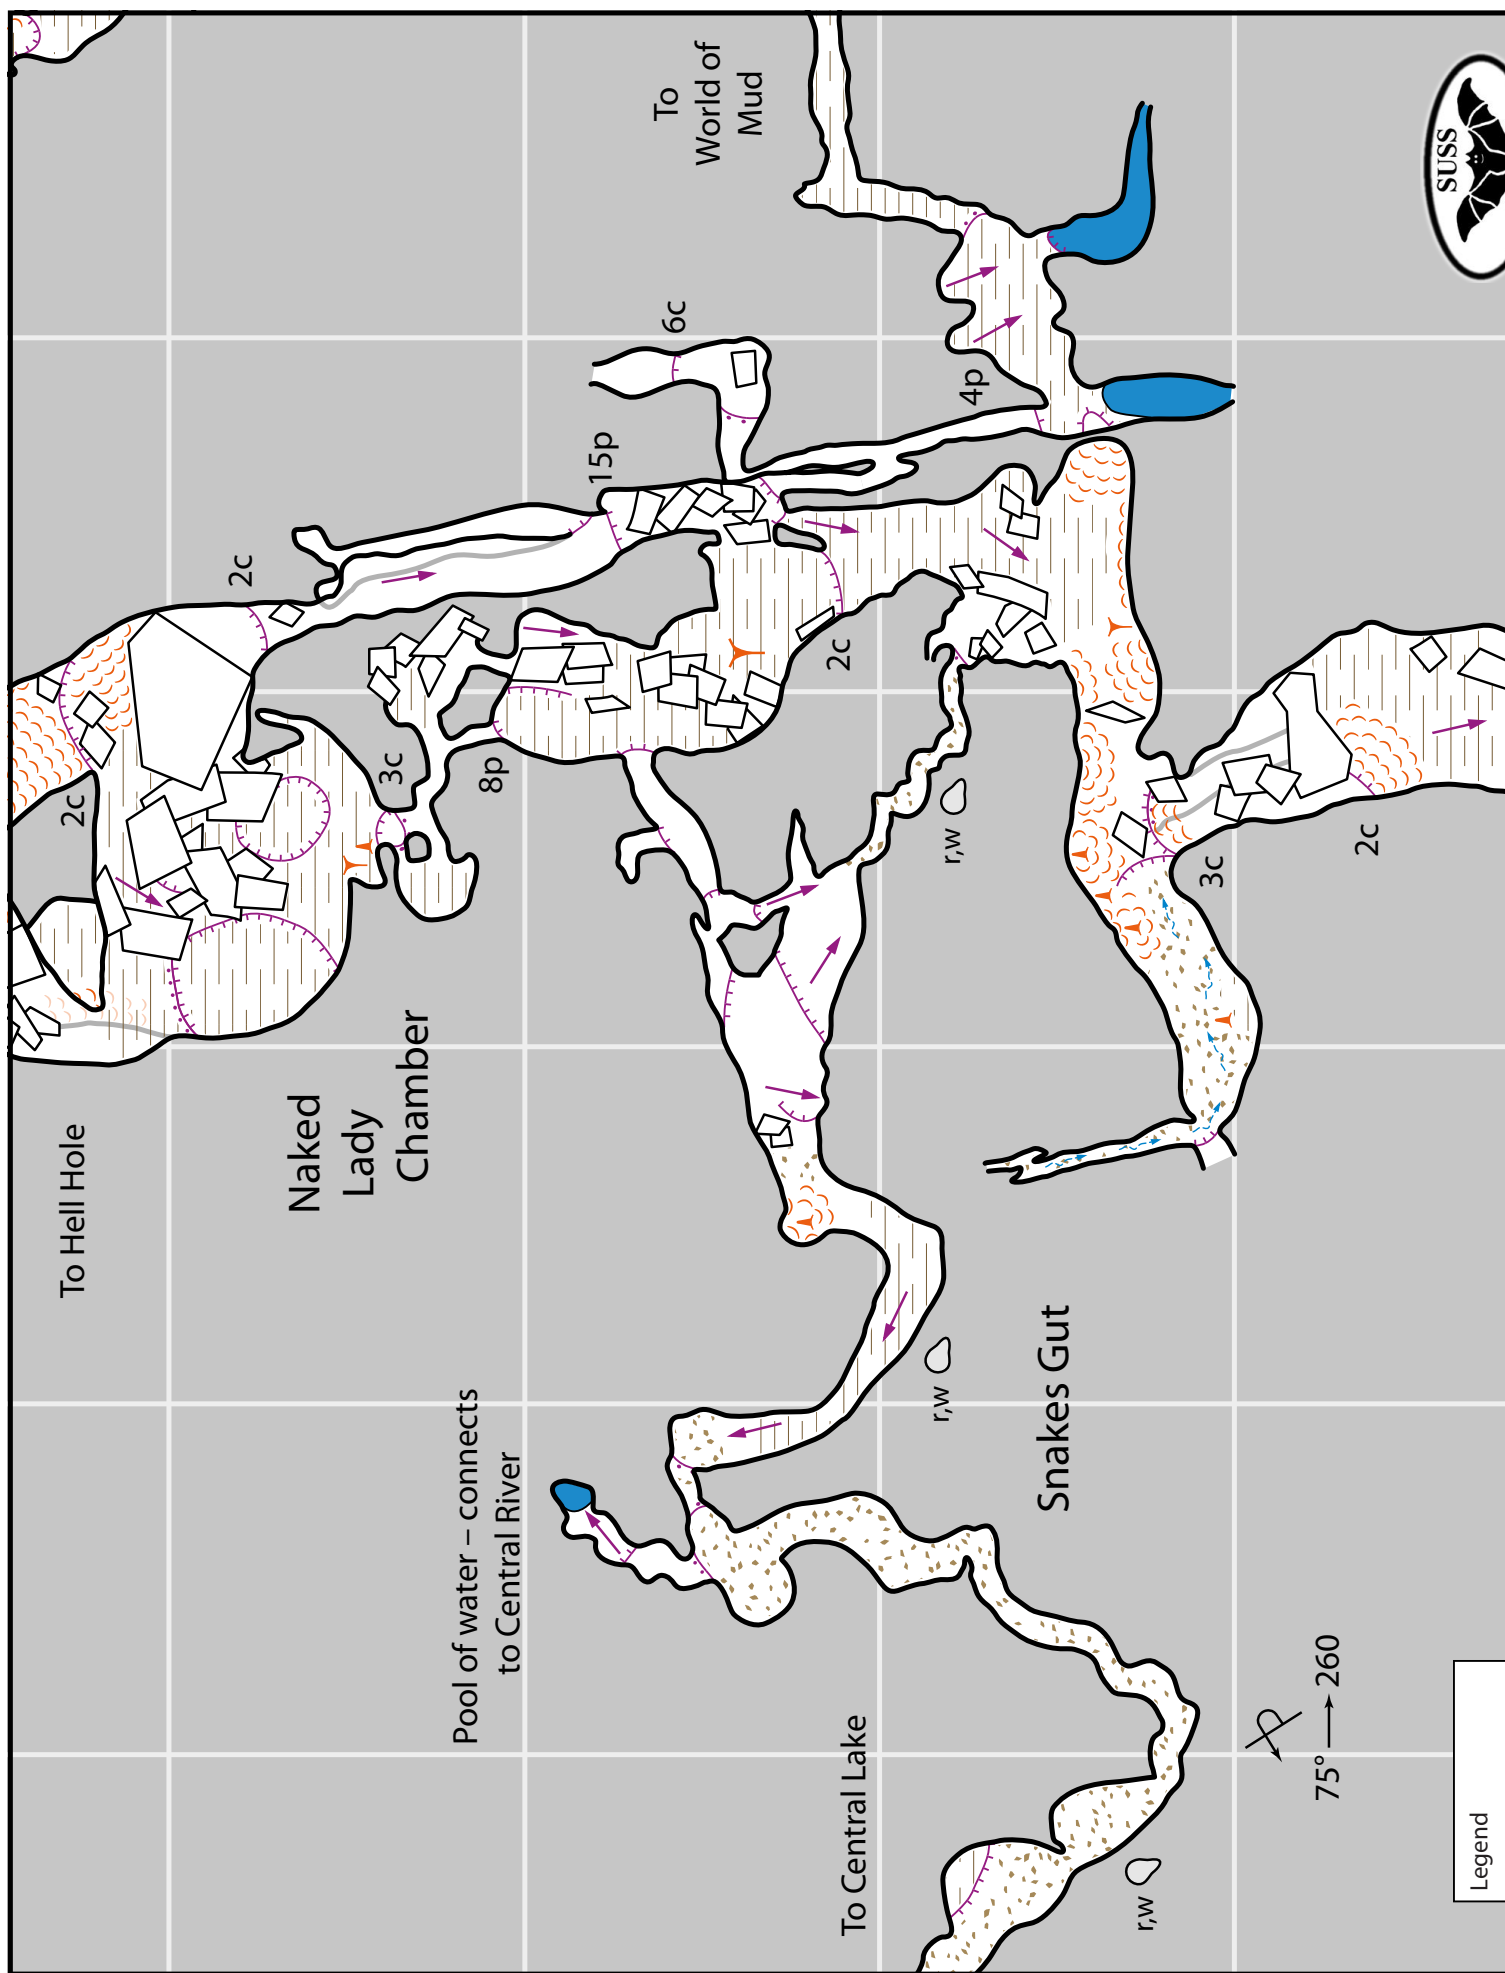 To Hell Hole
Naked
Lady
Chamber
2c
2c
3c
8p
15p
6c
To
World of
Mud
4p
2c
r,w
3c
2c
Pool of water – connects
to Central River
r,w
Snakes Gut
To Central Lake
r,w
75° 260
Legend
SUSS